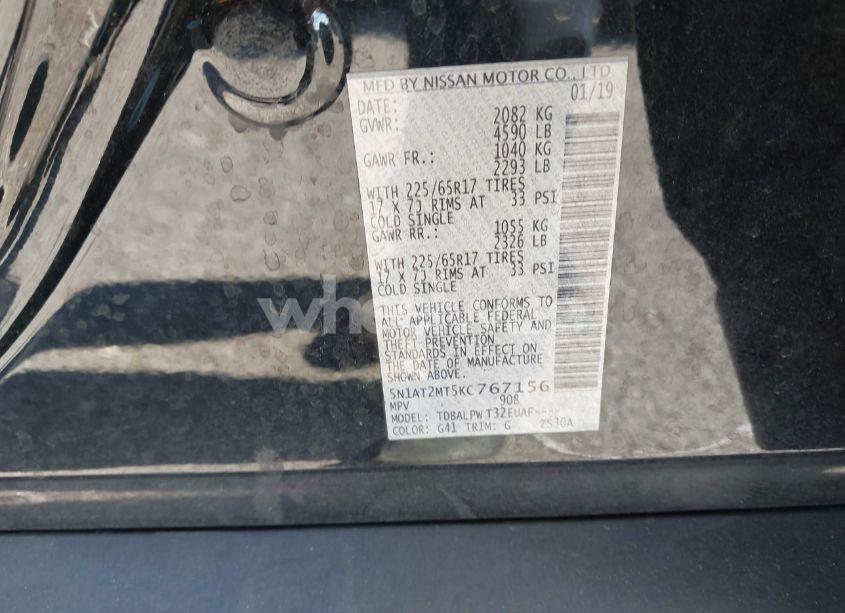 MFD BY NISSAN MOTOR CO., LTD.
DATE: 01/19
GVWR: 2082 KG
4590 LB
GAWR FR.: 1040 KG
2293 LB
WITH 225/65R17 TIRES
17 X 7J RIMS AT 33 PSI
COLD SINGLE
GAWR RR.: 1055 KG
2326 LB
WITH 225/65R17 TIRES
17 X 7J RIMS AT 33 PSI
COLD SINGLE
THIS VEHICLE CONFORMS TO
ALL APPLICABLE FEDERAL
MOTOR VEHICLE SAFETY AND
THEFT PREVENTION
STANDARDS IN EFFECT ON
THE DATE OF MANUFACTURE
SHOWN ABOVE.
5N1AT2MT5KC767156
MPV 908
MODEL: TDBALPWT32EUAF----
COLOR: G41 TRIM: G ZS30A